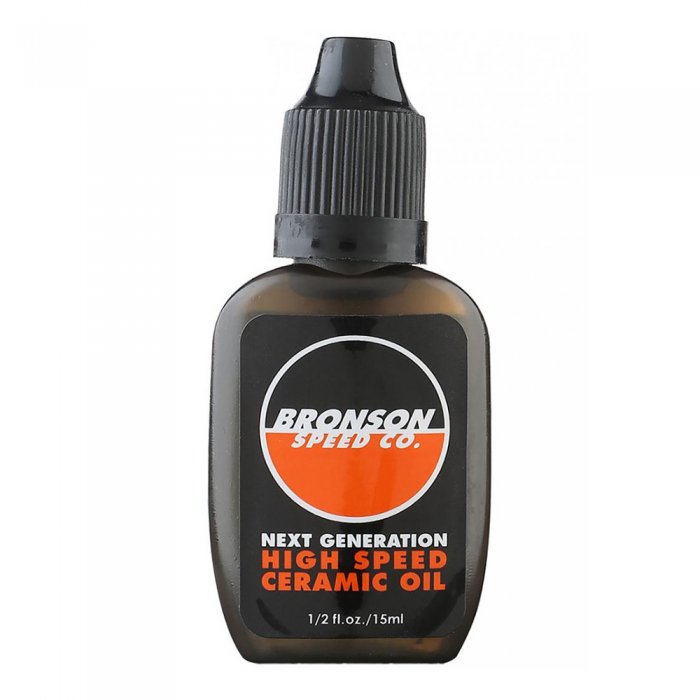 BRONSON
SPEED CO.
NEXT GENERATION
HIGH SPEED
CERAMIC OIL
1/2 fl.oz./15ml